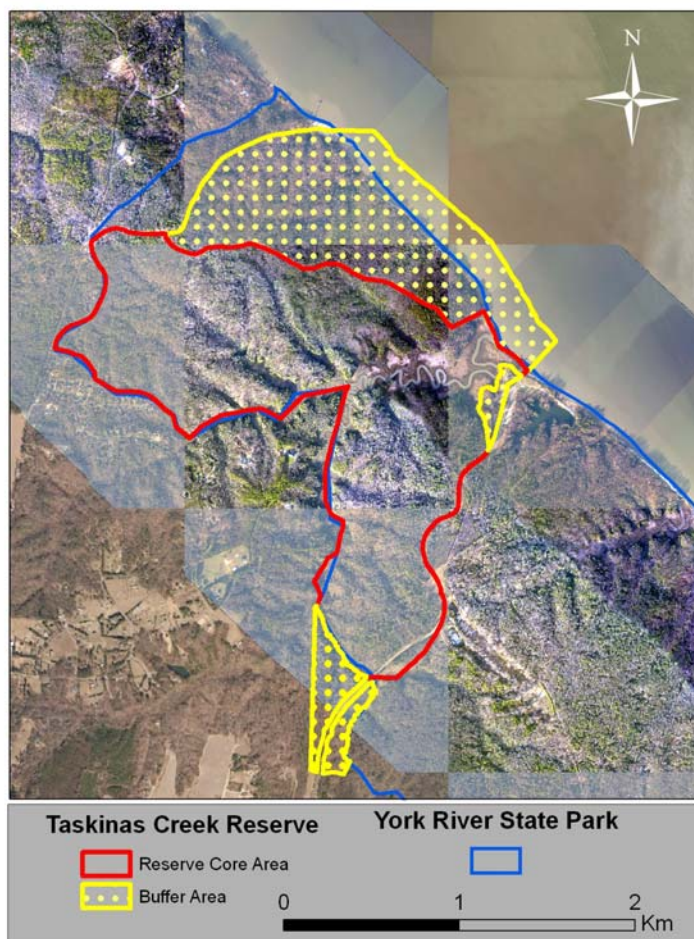 N
Taskinas Creek Reserve
York River State Park
Reserve Core Area
Buffer Area
0 1 2
Km